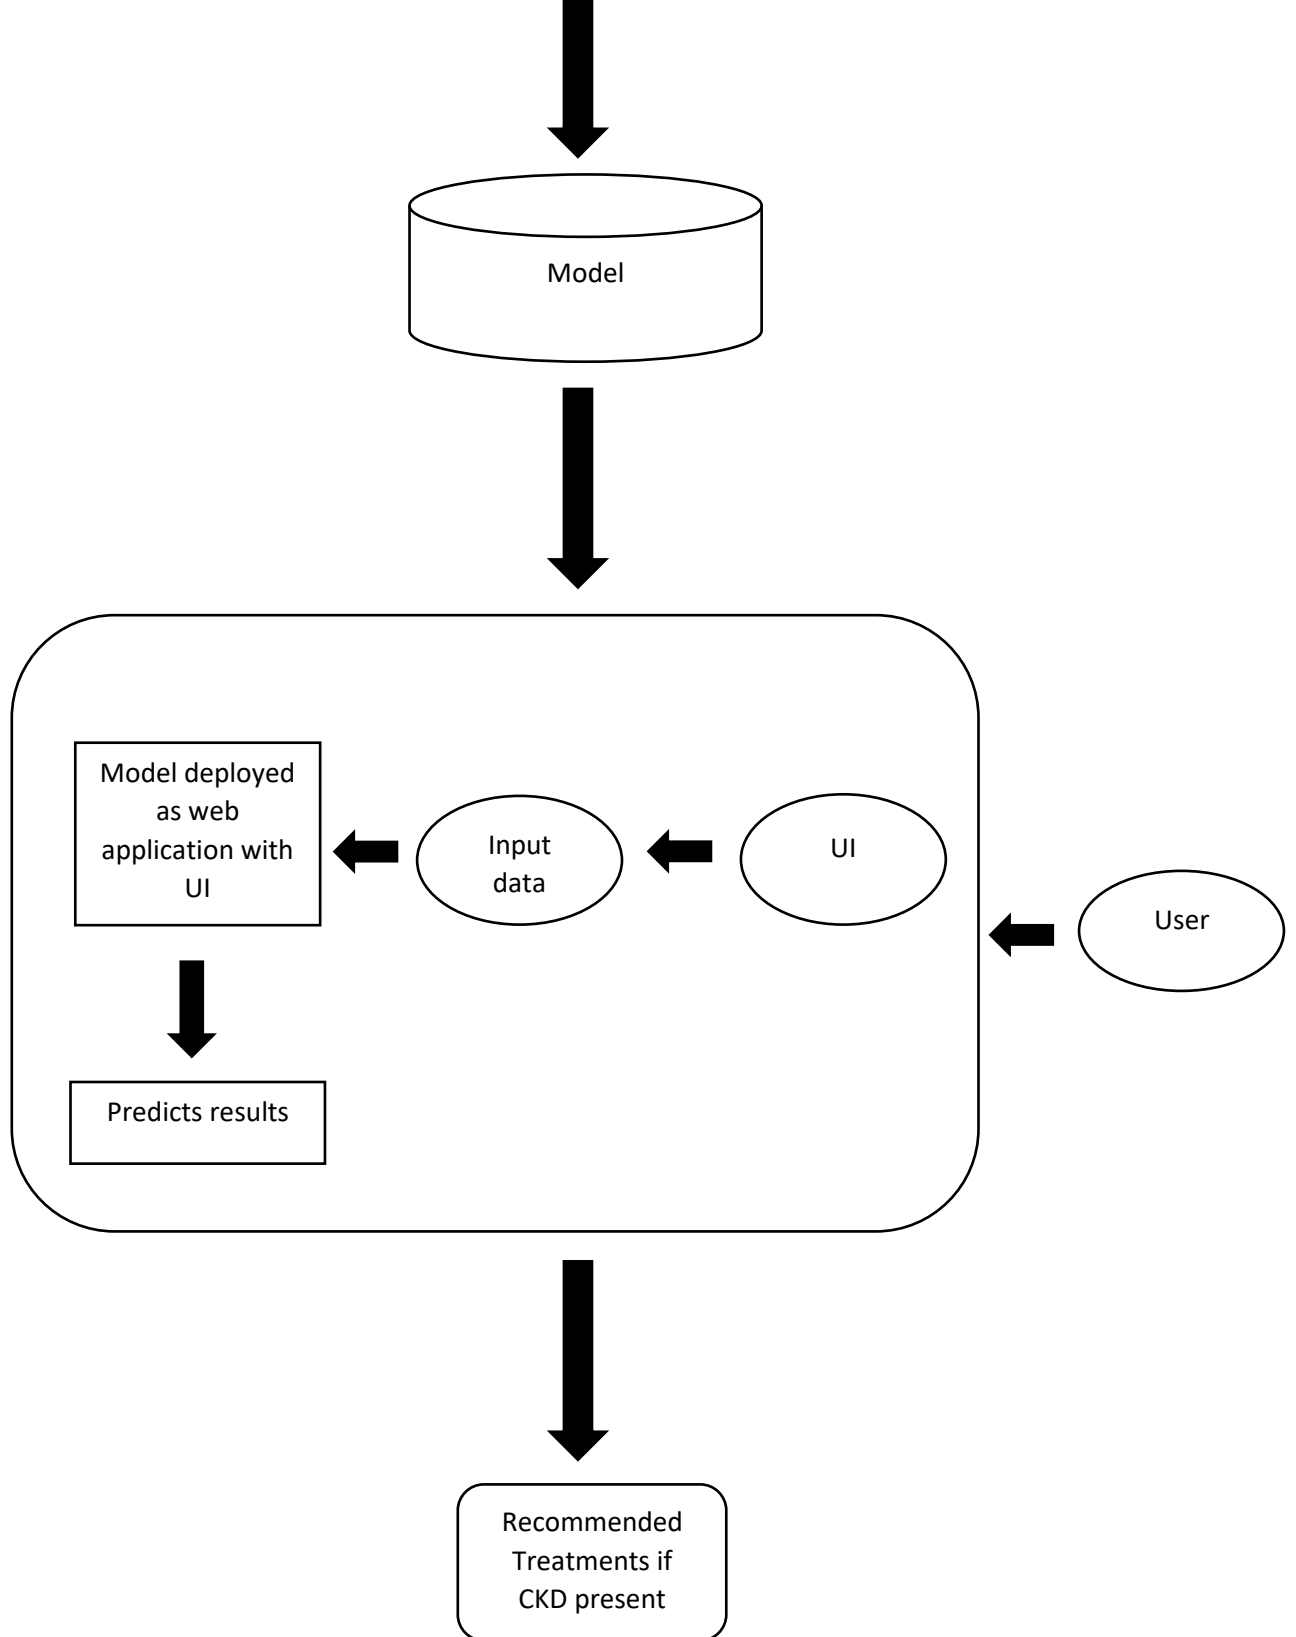 Model
Model deployed
as web
application with
UI
Input
data
UI
User
Predicts results
Recommended
Treatments if
CKD present